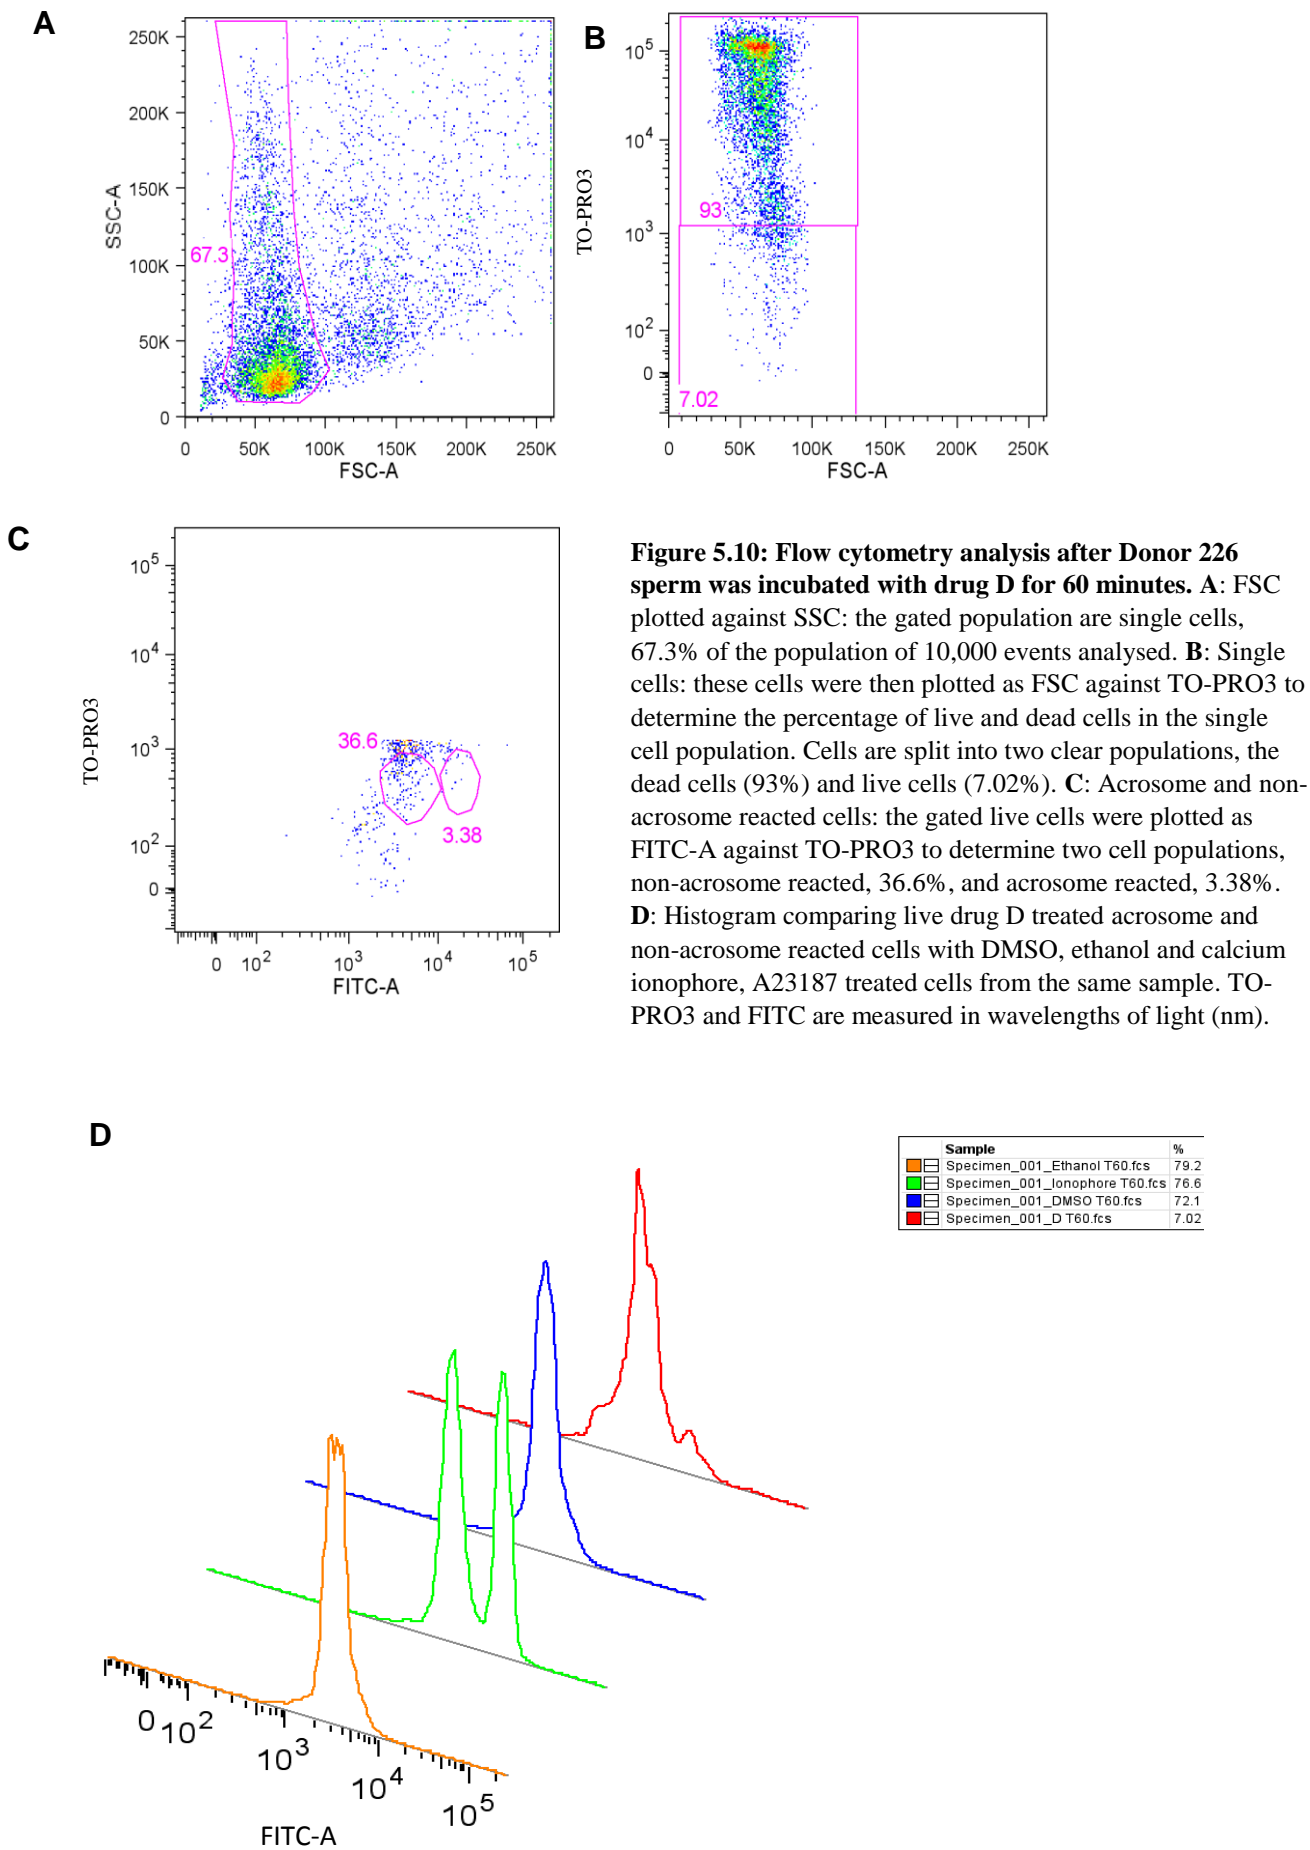 A
250K
200K
150K
100K
50K
0
SSC-A
67.3
0 50K 100K 150K 200K 250K
FSC-A
B
10^5
10^4
10^3
10^2
0
TO-PRO3
93
7.02
0 50K 100K 150K 200K 250K
FSC-A
C
10^5
10^4
10^3
10^2
0
TO-PRO3
36.6
3.38
0 10^2 10^3 10^4 10^5
FITC-A
Figure 5.10: Flow cytometry analysis after Donor 226
sperm was incubated with drug D for 60 minutes. A: FSC
plotted against SSC: the gated population are single cells,
67.3% of the population of 10,000 events analysed. B: Single
cells: these cells were then plotted as FSC against TO-PRO3 to
determine the percentage of live and dead cells in the single
cell population. Cells are split into two clear populations, the
dead cells (93%) and live cells (7.02%). C: Acrosome and non-
acrosome reacted cells: the gated live cells were plotted as
FITC-A against TO-PRO3 to determine two cell populations,
non-acrosome reacted, 36.6%, and acrosome reacted, 3.38%.
D: Histogram comparing live drug D treated acrosome and
non-acrosome reacted cells with DMSO, ethanol and calcium
ionophore, A23187 treated cells from the same sample. TO-
PRO3 and FITC are measured in wavelengths of light (nm).
D
Sample %
Specimen_001_Ethanol T60.fcs 79.2
Specimen_001_Ionophore T60.fcs 76.6
Specimen_001_DMSO T60.fcs 72.1
Specimen_001_D T60.fcs 7.02
0 10^2 10^3 10^4 10^5
FITC-A